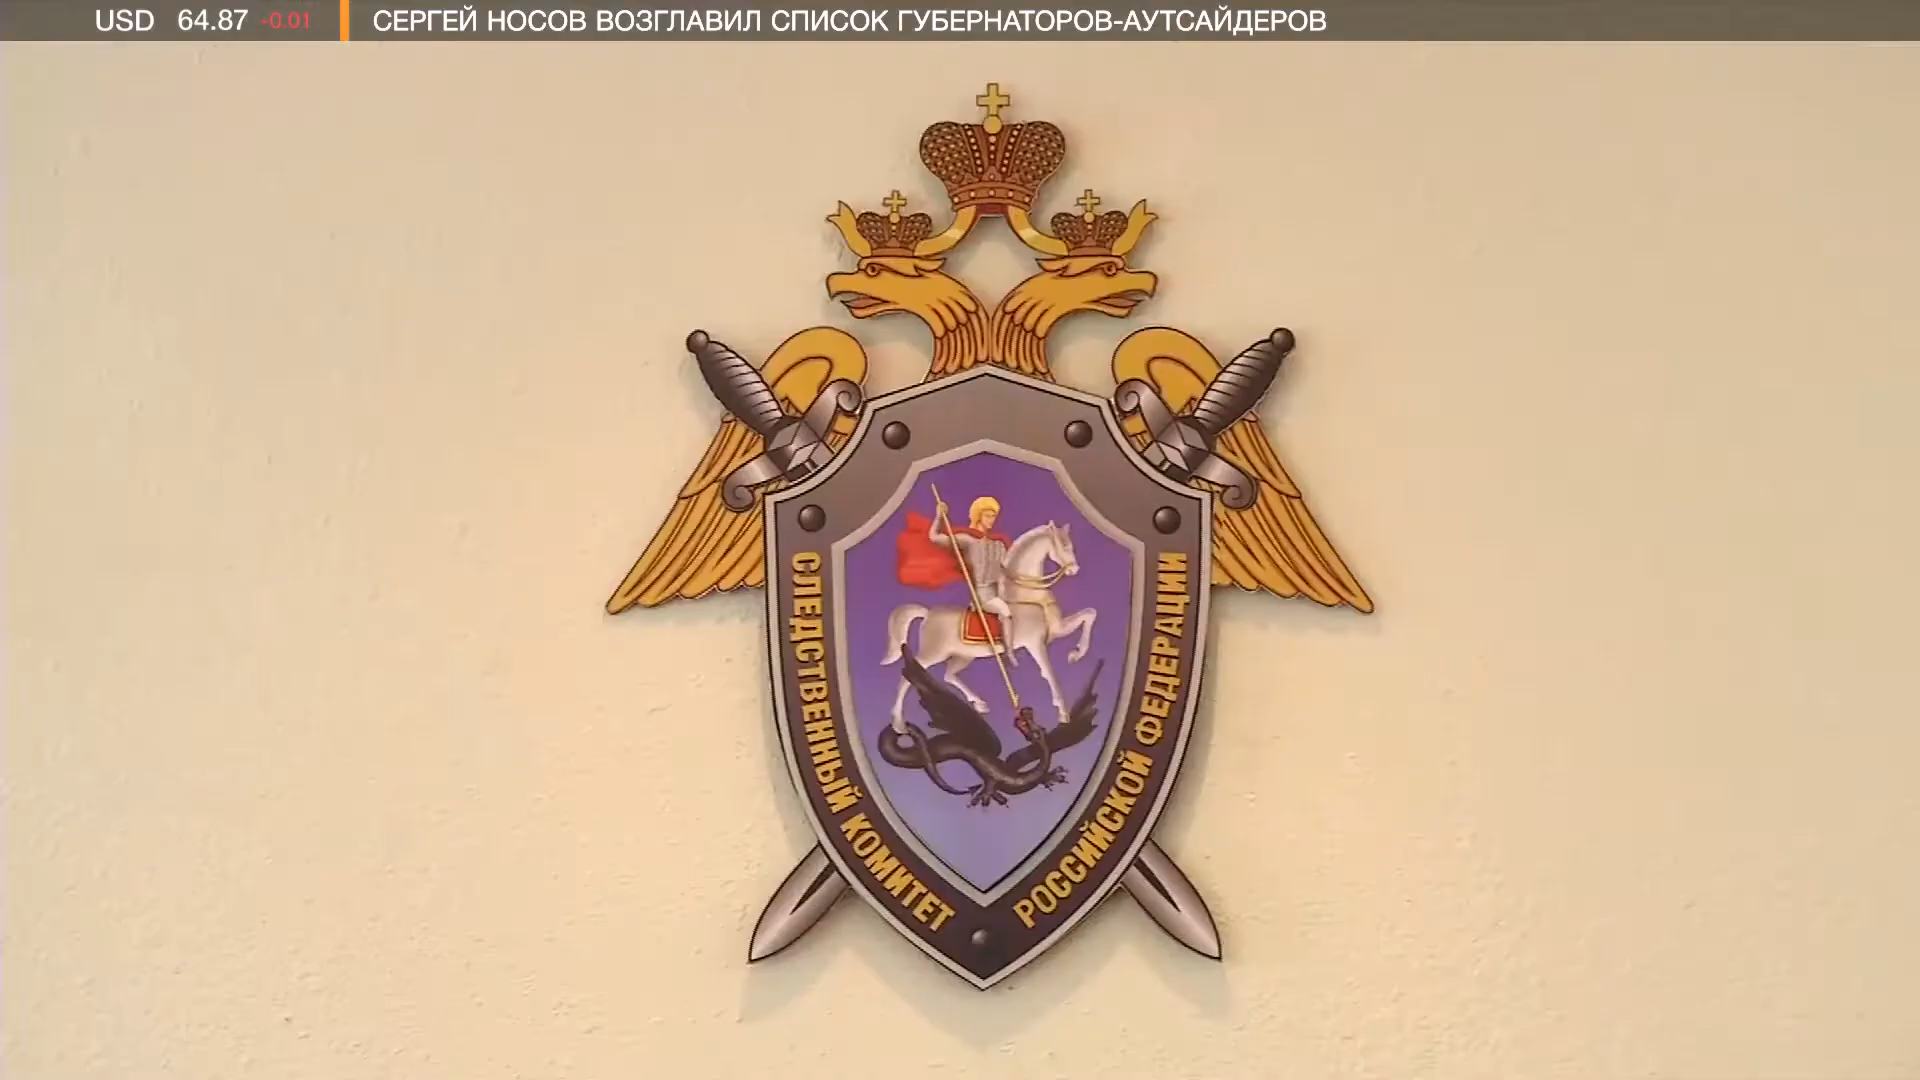 USD 64.87 -0.01 СЕРГЕЙ НОСОВ ВОЗГЛАВИЛ СПИСОК ГУБЕРНАТОРОВ-АУТСАЙДЕРОВ
СЛЕДСТВЕННЫЙ КОМИТЕТ
РОССИЙСКОЙ ФЕДЕРАЦИИ